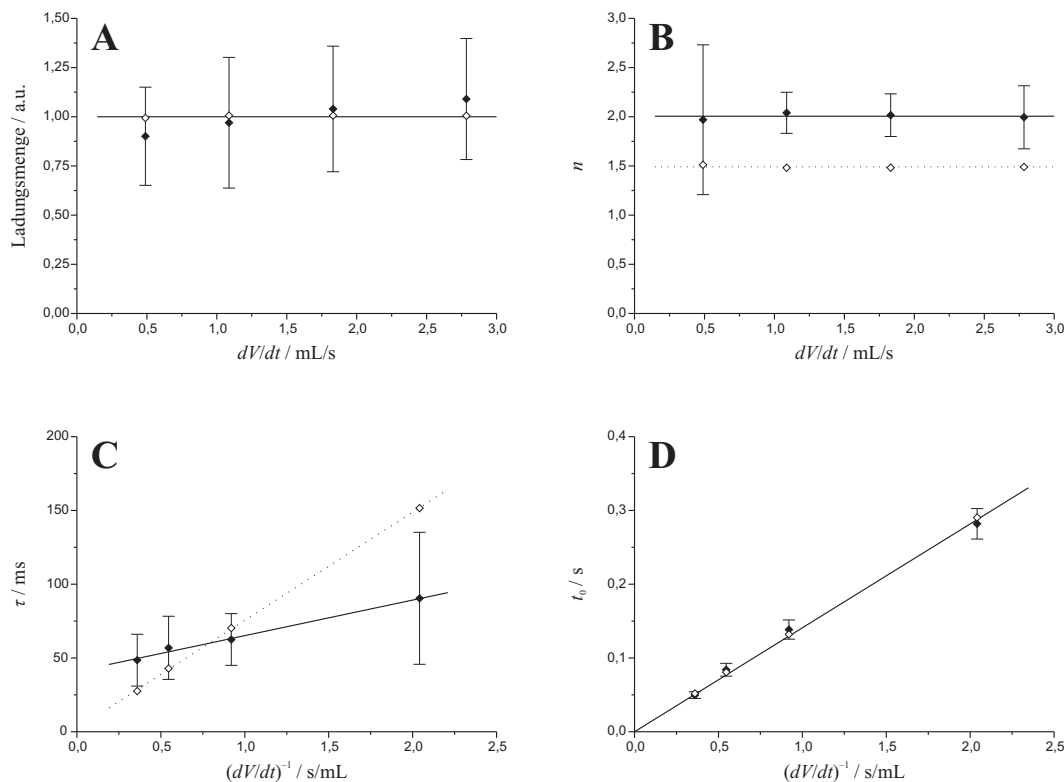 A
Ladungsmenge / a.u.
1,50
1,25
1,00
0,75
0,50
0,25
0,00
0,0 0,5 1,0 1,5 2,0 2,5 3,0
dV/dt / mL/s
B
n
3,0
2,5
2,0
1,5
1,0
0,5
0,0
0,0 0,5 1,0 1,5 2,0 2,5 3,0
dV/dt / mL/s
C
τ / ms
200
150
100
50
0
0,0 0,5 1,0 1,5 2,0 2,5
(dV/dt)⁻¹ / s/mL
D
t₀ / s
0,4
0,3
0,2
0,1
0,0
0,0 0,5 1,0 1,5 2,0 2,5
(dV/dt)⁻¹ / s/mL